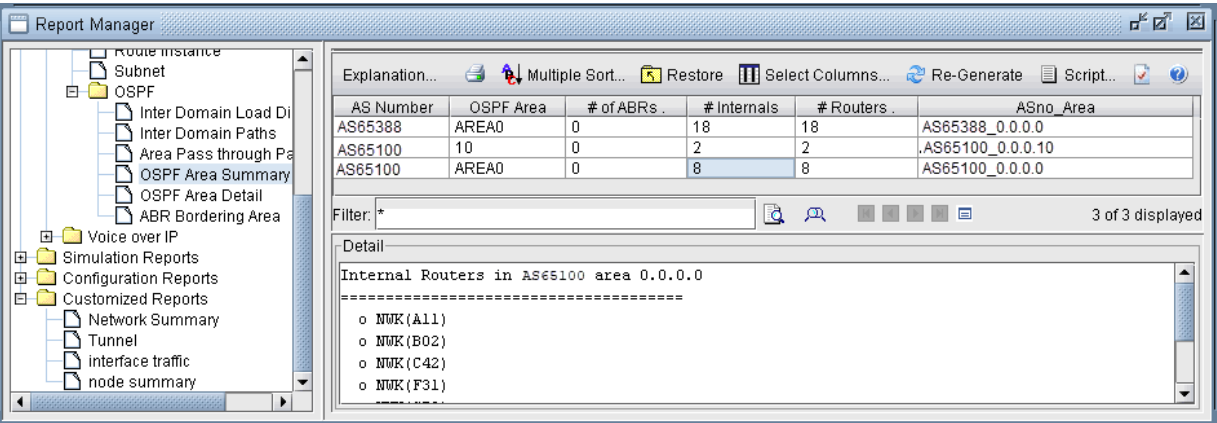 Report Manager
Route Instance
Subnet
OSPF
Inter Domain Load Di
Inter Domain Paths
Area Pass through Pa
OSPF Area Summary
OSPF Area Detail
ABR Bordering Area
Voice over IP
Simulation Reports
Configuration Reports
Customized Reports
Network Summary
Tunnel
interface traffic
node summary
Explanation... Multiple Sort... Restore Select Columns... Re-Generate Script...
AS Number OSPF Area # of ABRs . # Internals # Routers . ASno_Area
AS65388 AREA0 0 18 18 AS65388_0.0.0.0
AS65100 10 0 2 2 .AS65100_0.0.0.10
AS65100 AREA0 0 8 8 AS65100_0.0.0.0
Filter: * 3 of 3 displayed
Detail
Internal Routers in AS65100 area 0.0.0.0
======================================
o NWK(A11)
o NWK(B02)
o NWK(C42)
o NWK(F31)